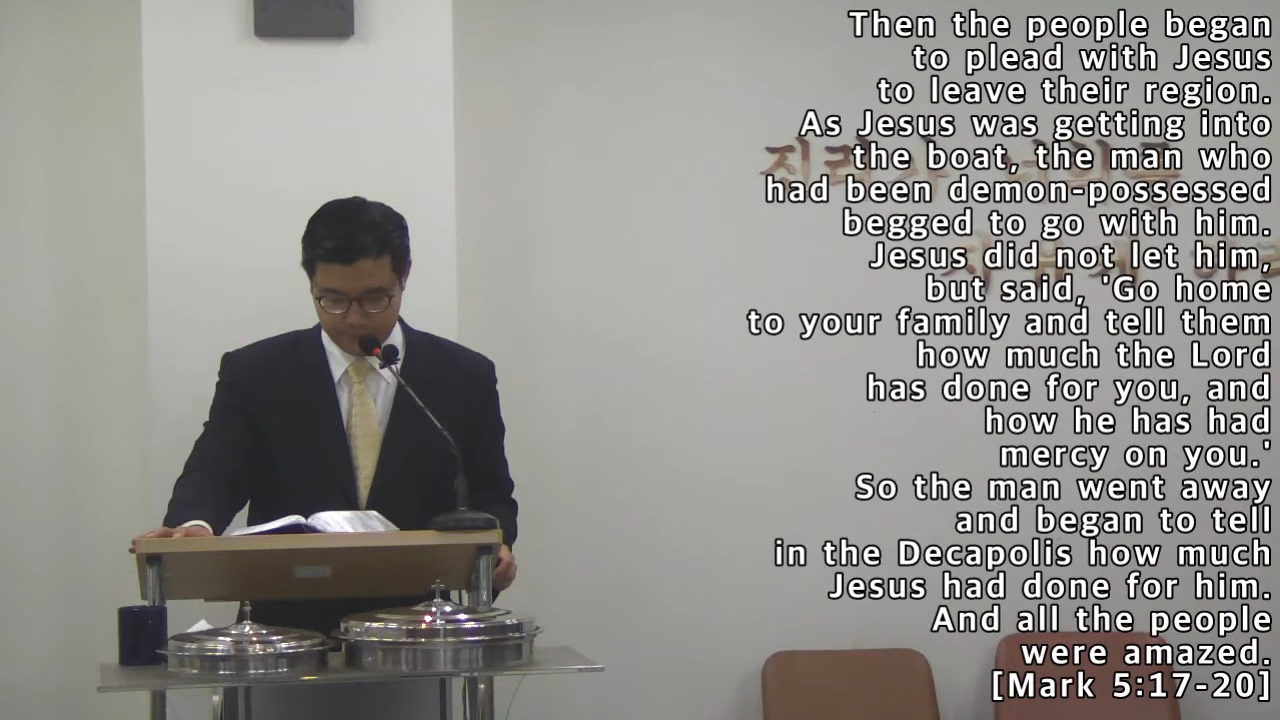 Then the people began
to plead with Jesus
to leave their region.
As Jesus was getting into
the boat, the man who
had been demon-possessed
begged to go with him.
Jesus did not let him,
but said, 'Go home
to your family and tell them
how much the Lord
has done for you, and
how he has had
mercy on you.'
So the man went away
and began to tell
in the Decapolis how much
Jesus had done for him.
And all the people
were amazed.
[Mark 5:17-20]